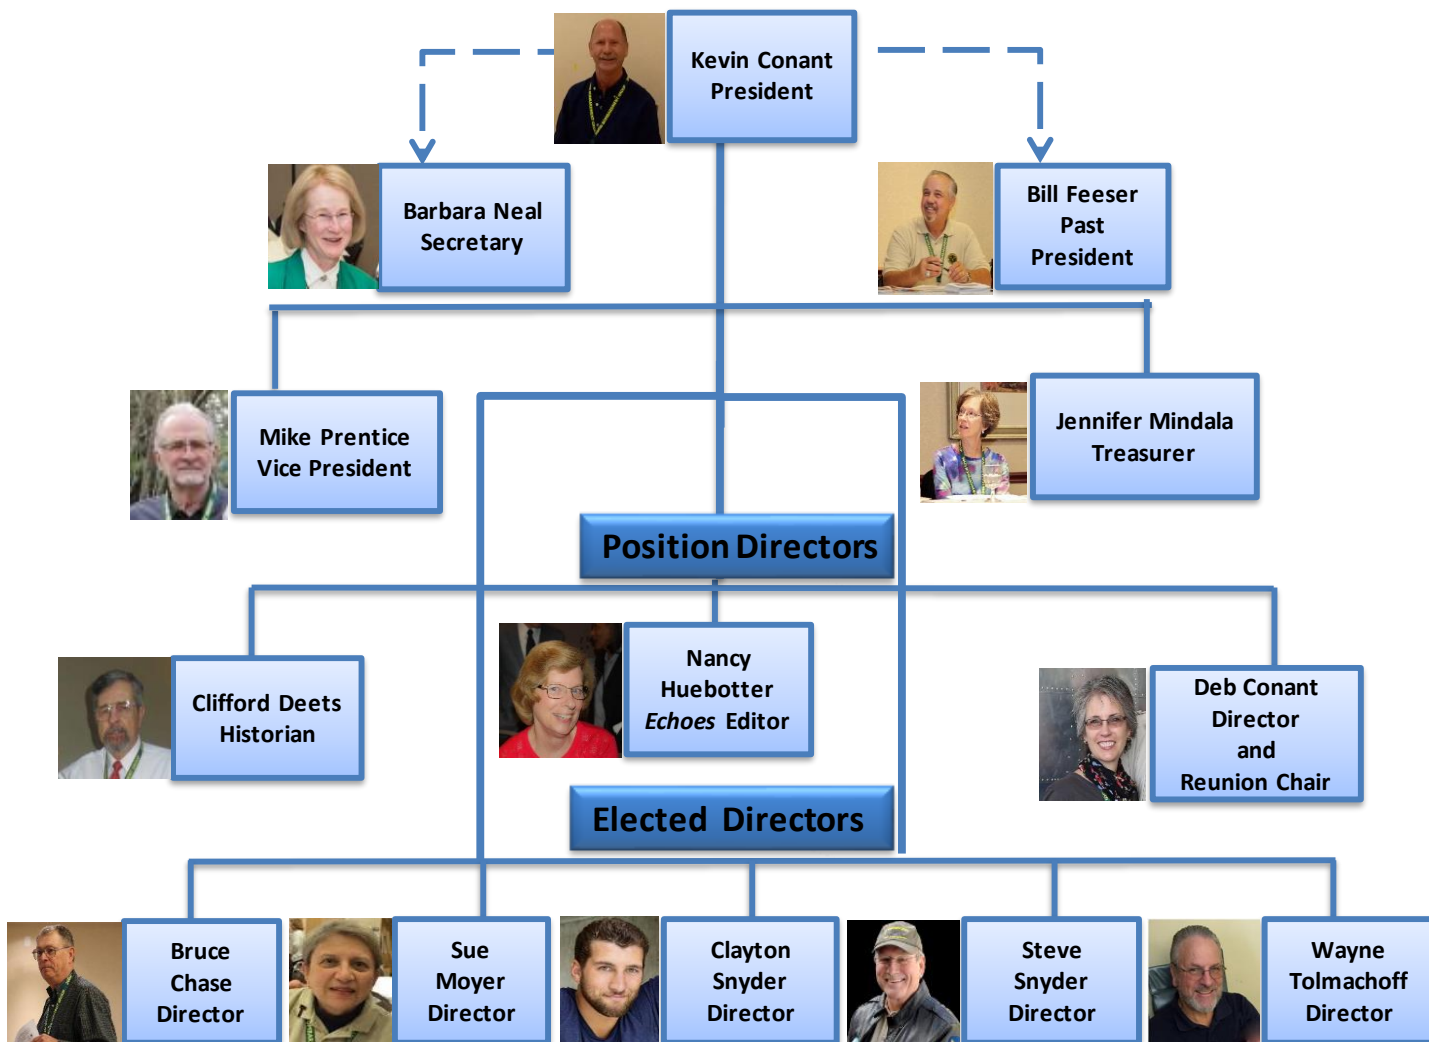 Kevin Conant
President
Barbara Neal
Secretary
Bill Feeser
Past
President
Mike Prentice
Vice President
Jennifer Mindala
Treasurer
Position Directors
Clifford Deets
Historian
Nancy
Huebotter
Echoes Editor
Deb Conant
Director
and
Reunion Chair
Elected Directors
Bruce
Chase
Director
Sue
Moyer
Director
Clayton
Snyder
Director
Steve
Snyder
Director
Wayne
Tolmachoff
Director